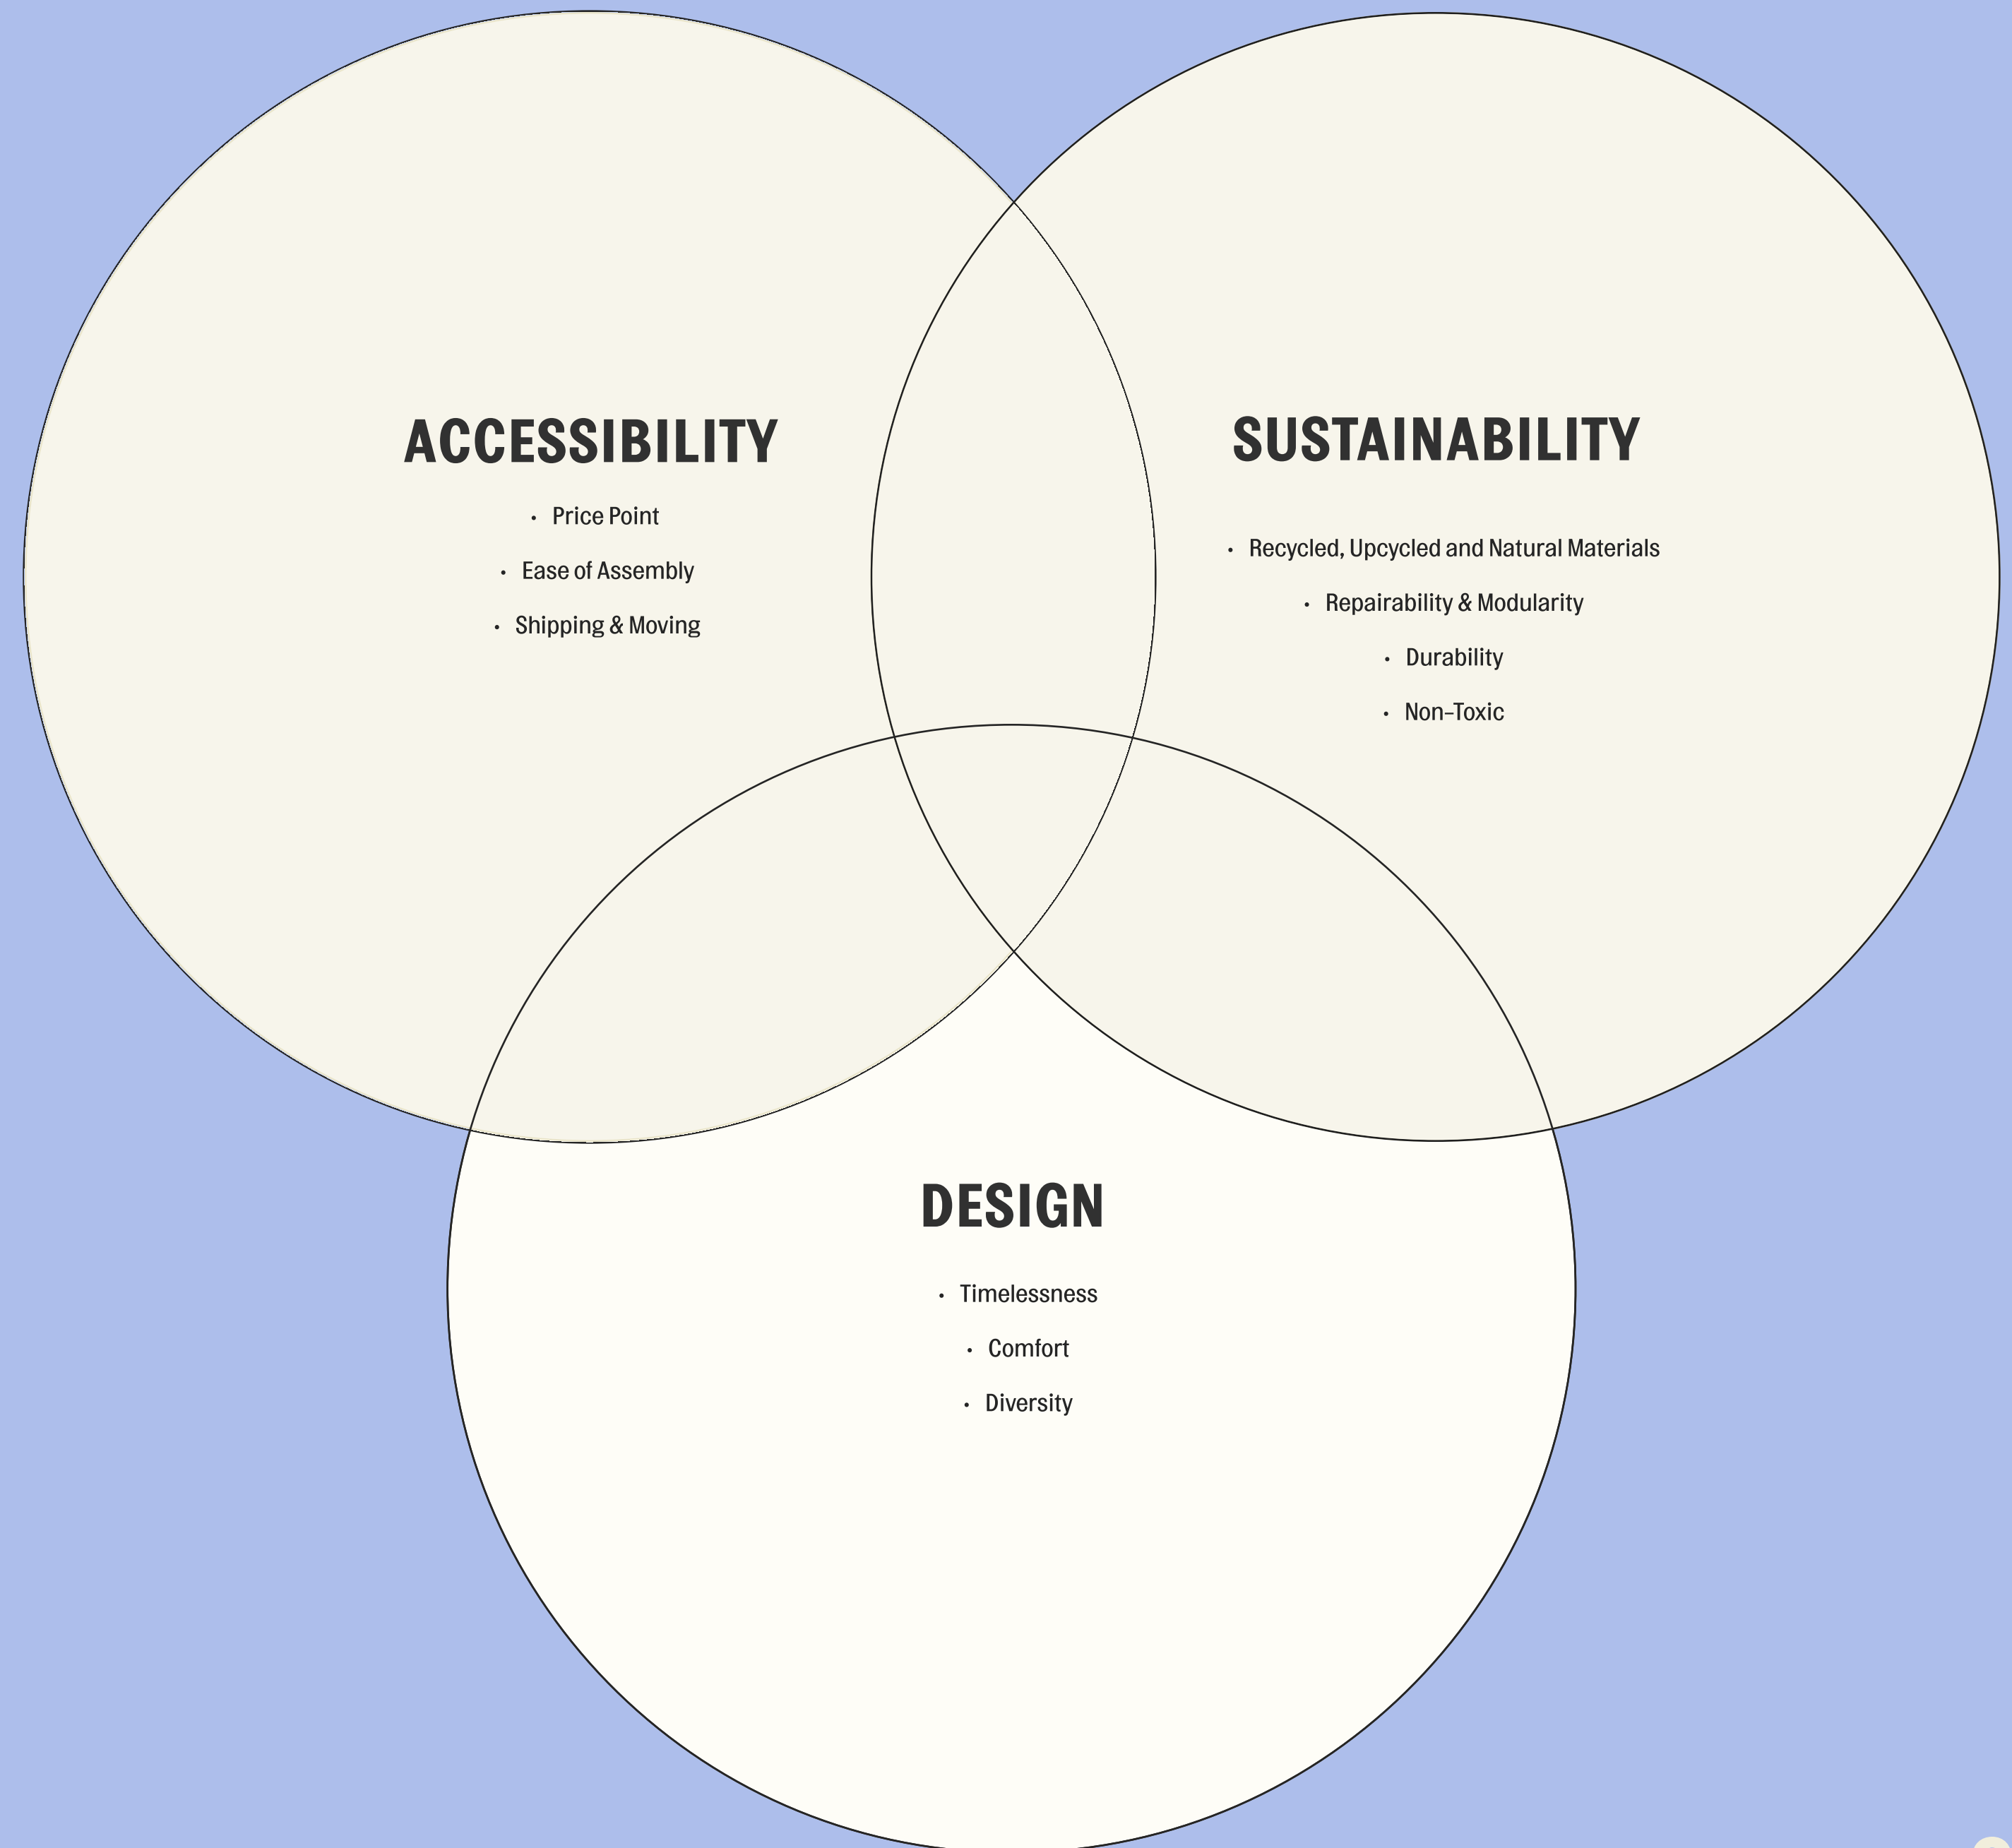 ACCESSIBILITY
• Price Point
• Ease of Assembly
• Shipping & Moving
SUSTAINABILITY
• Recycled, Upcycled and Natural Materials
• Repairability & Modularity
• Durability
• Non-Toxic
DESIGN
• Timelessness
• Comfort
• Diversity